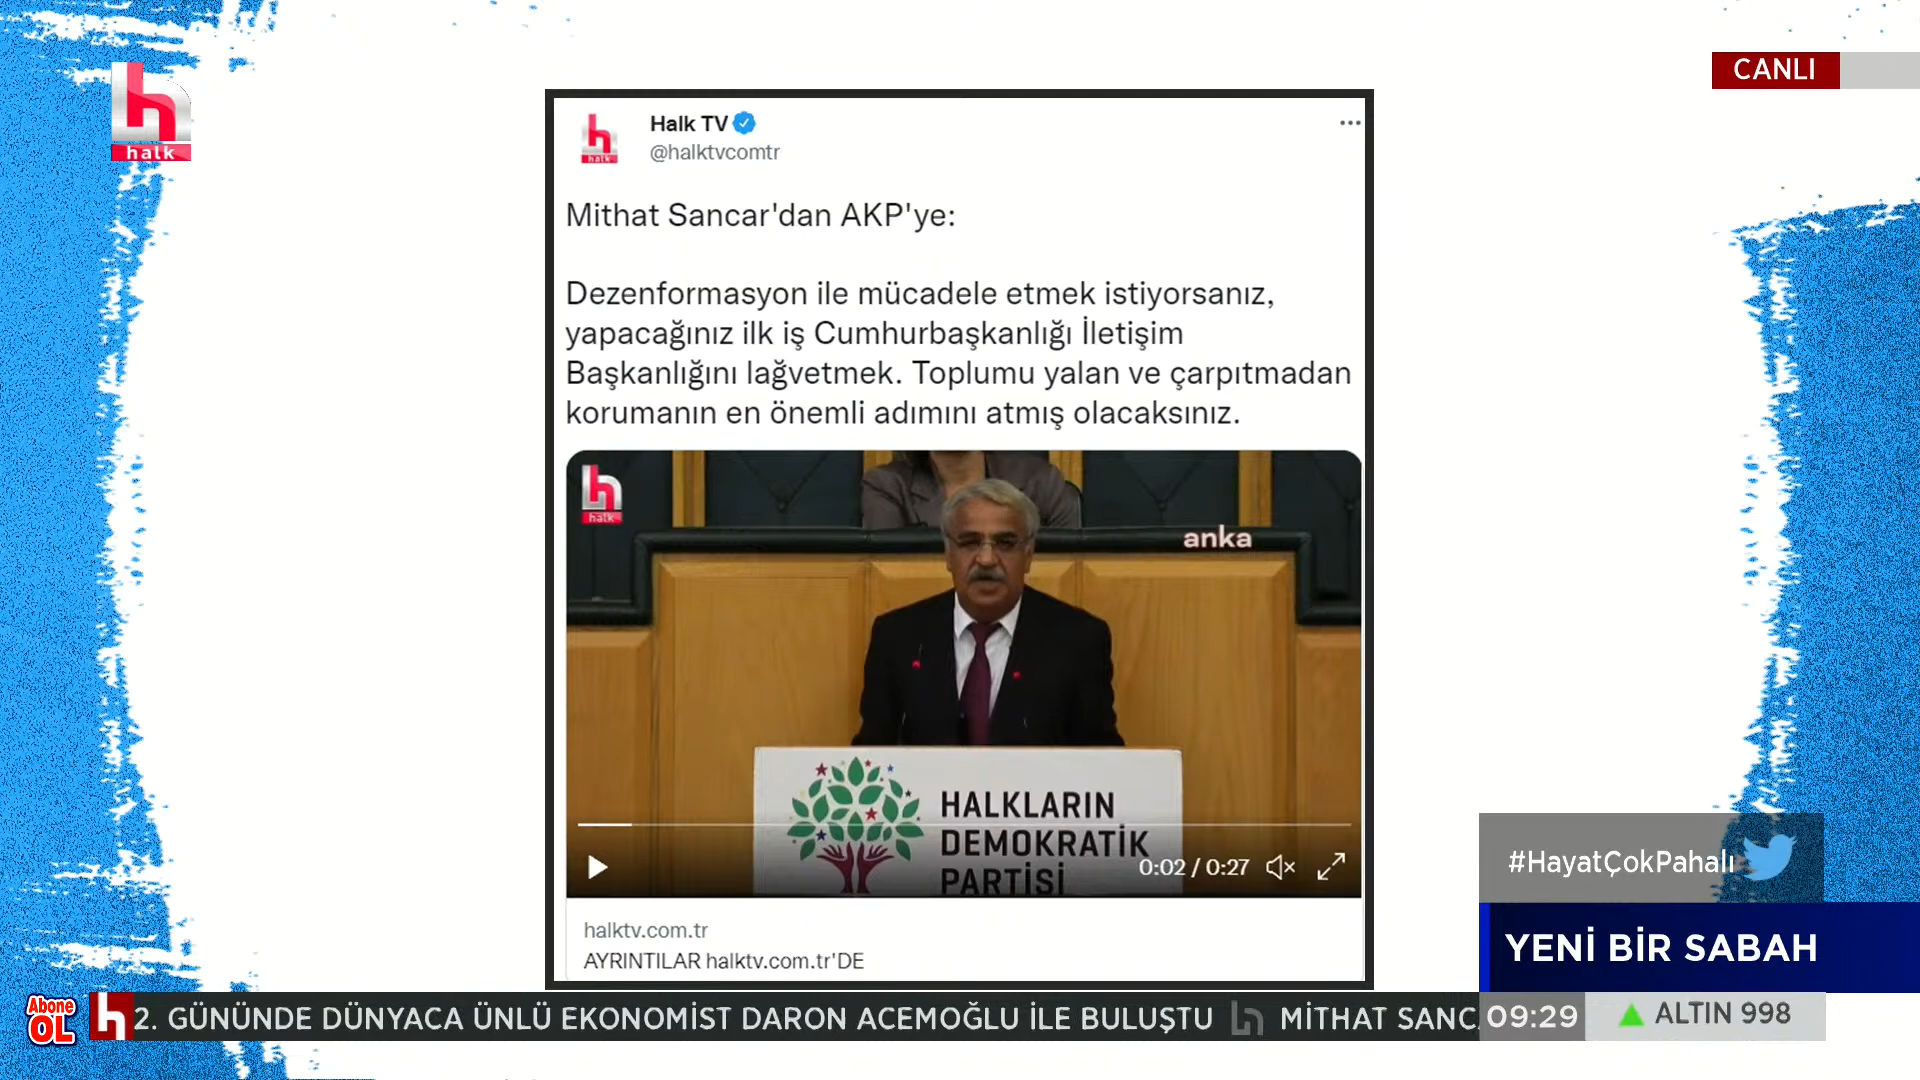 halk
CANLI
halk
Halk TV
@halktvcomtr
Mithat Sancar'dan AKP'ye:
Dezenformasyon ile mücadele etmek istiyorsanız,
yapacağınız ilk iş Cumhurbaşkanlığı İletişim
Başkanlığını lağvetmek. Toplumu yalan ve çarpıtmadan
korumanın en önemli adımını atmış olacaksınız.
halk
anka
HALKLARIN
DEMOKRATİK
PARTİSİ
0:02 / 0:27
halktv.com.tr
AYRINTILAR halktv.com.tr'DE
#HayatÇokPahalı
YENİ BİR SABAH
Abone
OL
2. GÜNÜNDE DÜNYACA ÜNLÜ EKONOMİST DARON ACEMOĞLU İLE BULUŞTU h MİTHAT SANC
09:29
ALTIN 998